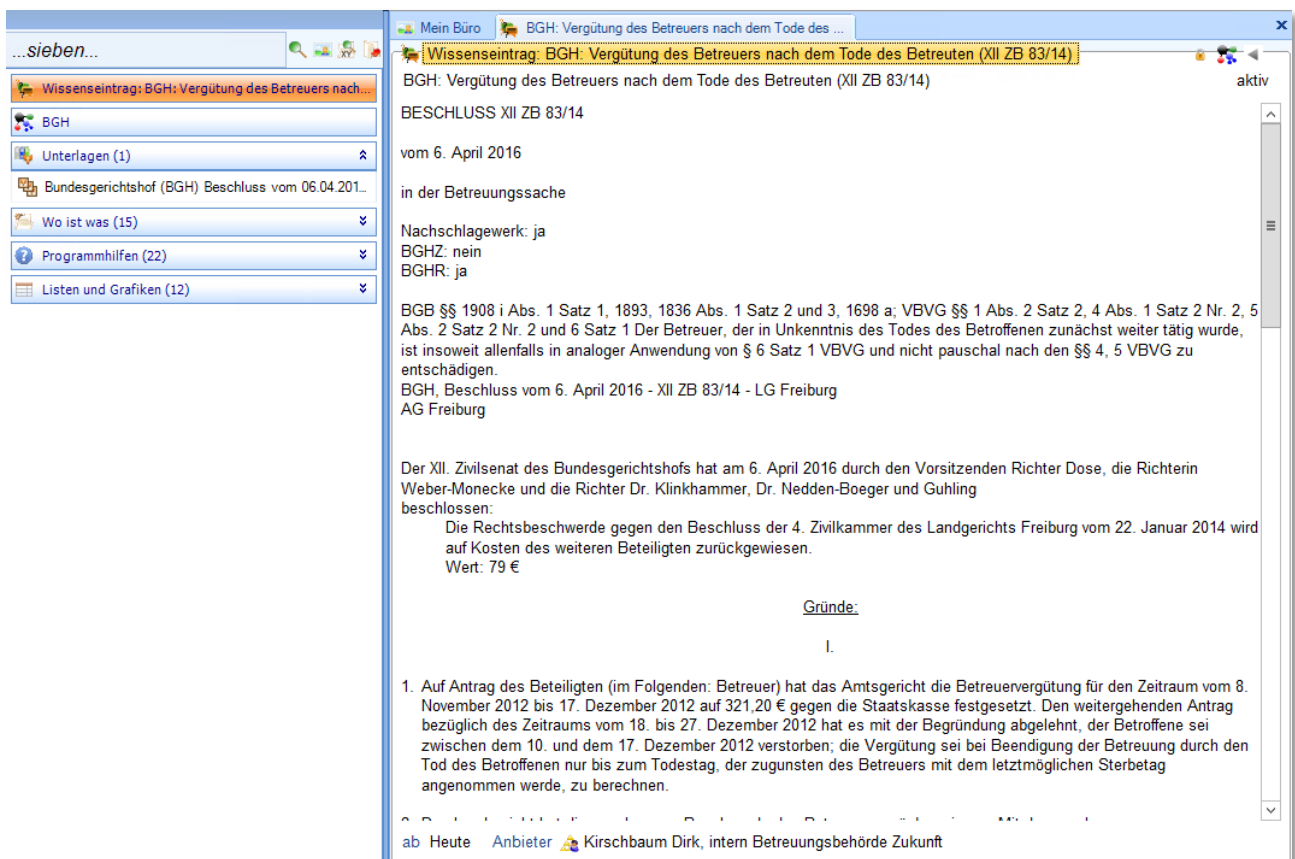 ...sieben...
Wissenseintrag: BGH: Vergütung des Betreuers nach...
BGH
Unterlagen (1)
Bundesgerichtshof (BGH) Beschluss vom 06.04.201...
Wo ist was (15)
Programmhilfen (22)
Listen und Grafiken (12)
Mein Büro
BGH: Vergütung des Betreuers nach dem Tode des ...
Wissenseintrag: BGH: Vergütung des Betreuers nach dem Tode des Betreuten (XII ZB 83/14)
BGH: Vergütung des Betreuers nach dem Tode des Betreuten (XII ZB 83/14) aktiv
BESCHLUSS XII ZB 83/14
vom 6. April 2016
in der Betreuungssache
Nachschlagewerk: ja
BGHZ: nein
BGHR: ja
BGB §§ 1908 i Abs. 1 Satz 1, 1893, 1836 Abs. 1 Satz 2 und 3, 1698 a; VBVG §§ 1 Abs. 2 Satz 2, 4 Abs. 1 Satz 2 Nr. 2, 5
Abs. 2 Satz 2 Nr. 2 und 6 Satz 1 Der Betreuer, der in Unkenntnis des Todes des Betroffenen zunächst weiter tätig wurde,
ist insoweit allenfalls in analoger Anwendung von § 6 Satz 1 VBVG und nicht pauschal nach den §§ 4, 5 VBVG zu
entschädigen.
BGH, Beschluss vom 6. April 2016 - XII ZB 83/14 - LG Freiburg
AG Freiburg
Der XII. Zivilsenat des Bundesgerichtshofs hat am 6. April 2016 durch den Vorsitzenden Richter Dose, die Richterin
Weber-Monecke und die Richter Dr. Klinkhammer, Dr. Nedden-Boeger und Guhling
beschlossen:
Die Rechtsbeschwerde gegen den Beschluss der 4. Zivilkammer des Landgerichts Freiburg vom 22. Januar 2014 wird
auf Kosten des weiteren Beteiligten zurückgewiesen.
Wert: 79 €
Gründe:
I.
1. Auf Antrag des Beteiligten (im Folgenden: Betreuer) hat das Amtsgericht die Betreuervergütung für den Zeitraum vom 8.
November 2012 bis 17. Dezember 2012 auf 321,20 € gegen die Staatskasse festgesetzt. Den weitergehenden Antrag
bezüglich des Zeitraums vom 18. bis 27. Dezember 2012 hat es mit der Begründung abgelehnt, der Betroffene sei
zwischen dem 10. und dem 17. Dezember 2012 verstorben; die Vergütung sei bei Beendigung der Betreuung durch den
Tod des Betroffenen nur bis zum Todestag, der zugunsten des Betreuers mit dem letztmöglichen Sterbetag
angenommen werde, zu berechnen.
ab Heute Anbieter Kirschbaum Dirk, intern Betreuungsbehörde Zukunft